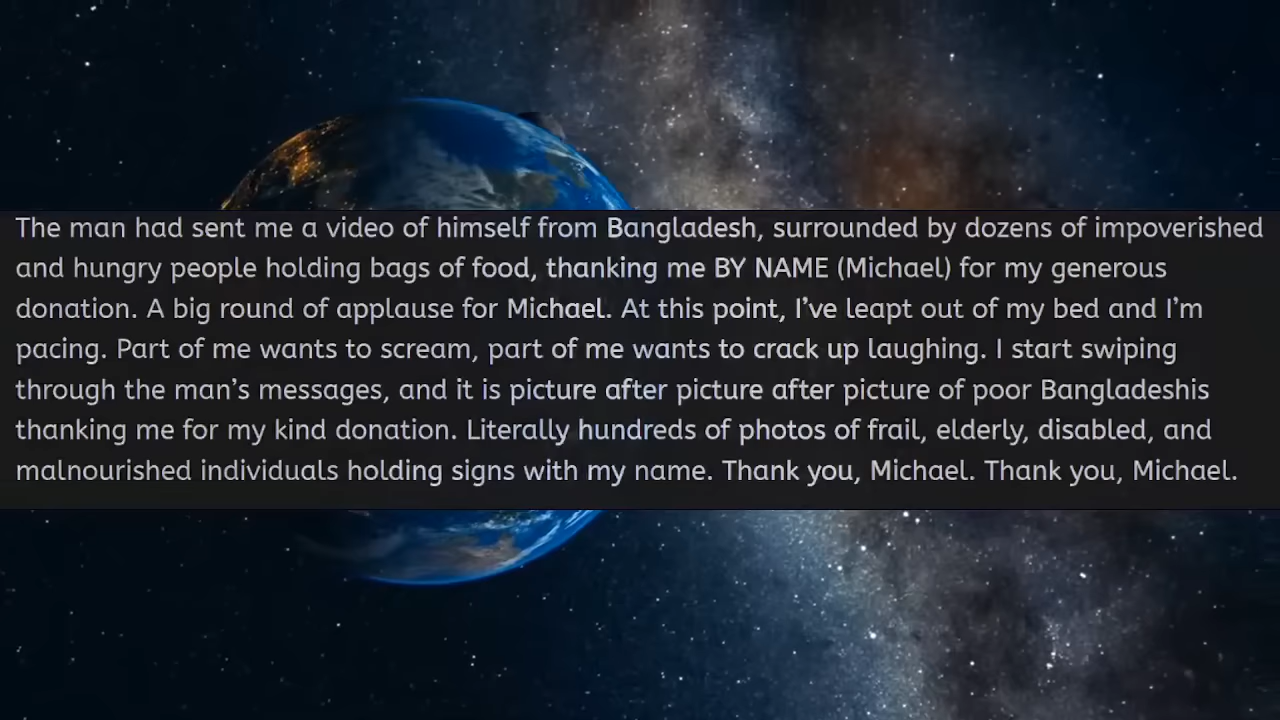 The man had sent me a video of himself from Bangladesh, surrounded by dozens of impoverished
and hungry people holding bags of food, thanking me BY NAME (Michael) for my generous
donation. A big round of applause for Michael. At this point, I’ve leapt out of my bed and I’m
pacing. Part of me wants to scream, part of me wants to crack up laughing. I start swiping
through the man’s messages, and it is picture after picture after picture of poor Bangladeshis
thanking me for my kind donation. Literally hundreds of photos of frail, elderly, disabled, and
malnourished individuals holding signs with my name. Thank you, Michael. Thank you, Michael.